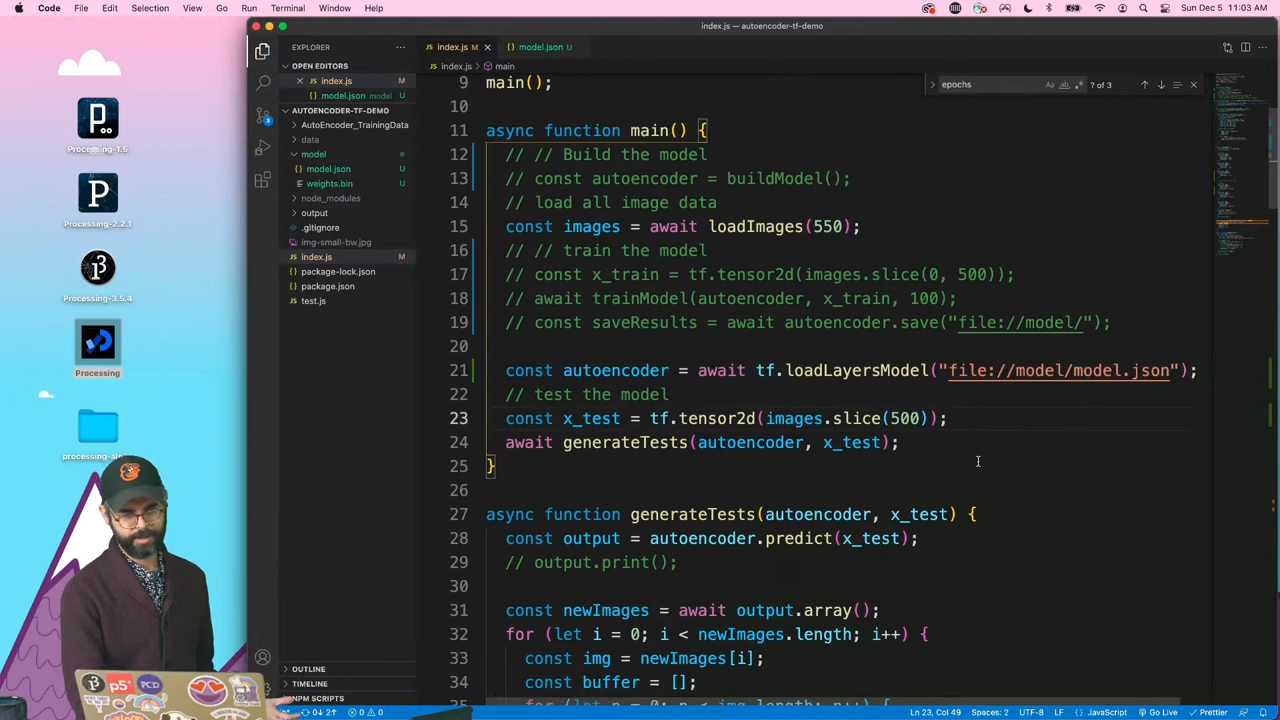 Code File Edit Selection View Go Run Terminal Window Help Sun Dec 5 11:03 AM
index.js — autoencoder-tf-demo
EXPLORER
index.js M
model.json U
index.js > main
OPEN EDITORS
index.js M
model.json model U
AUTOENCODER-TF-DEMO
AutoEncoder_TrainingData
data
model
model.json U
weights.bin U
node_modules
output
.gitignore
img-small-bw.jpg
index.js M
package-lock.json
package.json
test.js
OUTLINE
TIMELINE
NPM SCRIPTS
epochs
? of 3
9 main();
10
11 async function main() {
12 // // Build the model
13 // const autoencoder = buildModel();
14 // load all image data
15 const images = await loadImages(550);
16 // // train the model
17 // const x_train = tf.tensor2d(images.slice(0, 500));
18 // await trainModel(autoencoder, x_train, 100);
19 // const saveResults = await autoencoder.save("file://model/");
20
21 const autoencoder = await tf.loadLayersModel("file://model/model.json");
22 // test the model
23 const x_test = tf.tensor2d(images.slice(500));
24 await generateTests(autoencoder, x_test);
25 }
26
27 async function generateTests(autoencoder, x_test) {
28 const output = autoencoder.predict(x_test);
29 // output.print();
30
31 const newImages = await output.array();
32 for (let i = 0; i < newImages.length; i++) {
33 const img = newImages[i];
34 const buffer = [];
Processing-1.5
Processing-2.2.1
Processing-3.5.4
Processing
p5*
PCD
0↓ 2↑ 0 0 Ln 23, Col 49 Spaces: 2 UTF-8 LF JavaScript Go Live Prettier